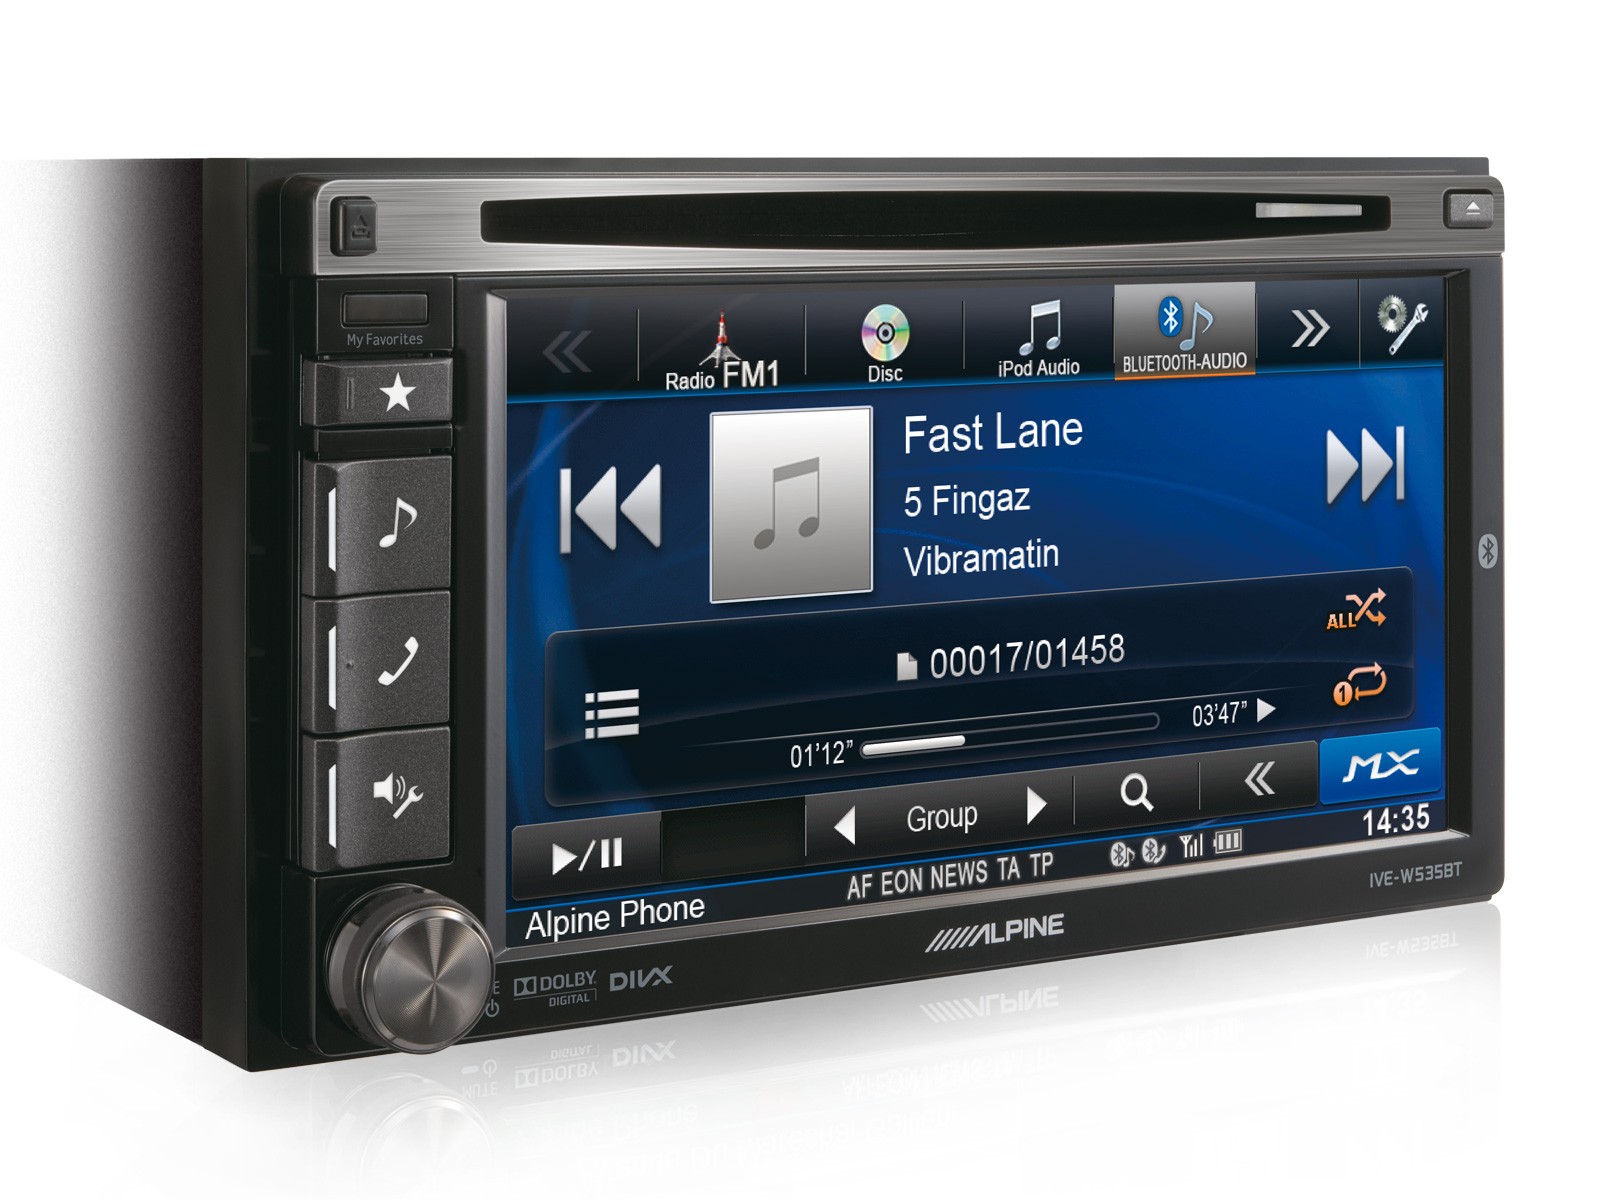 My Favorites
Radio FM1
Disc
iPod Audio
BLUETOOTH-AUDIO
Fast Lane
5 Fingaz
Vibramatin
ALL
00017/01458
1
01'12"
03'47"
Group
MX
14:35
AF EON NEWS TA TP
Alpine Phone
IVE-W535BT
ALPINE
DOLBY
DIGITAL
DIVX